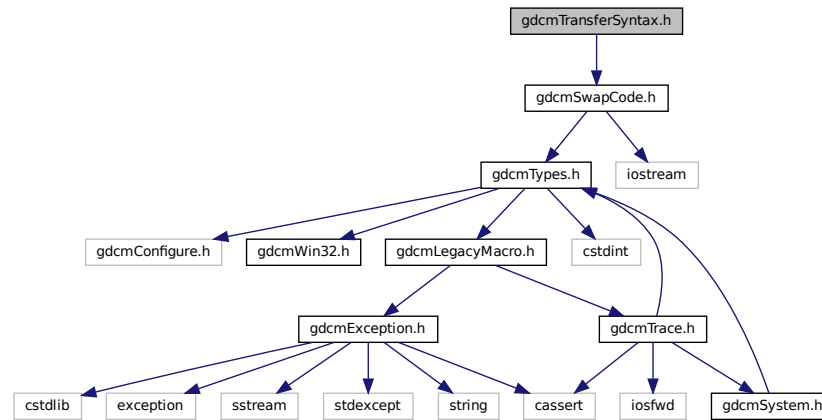 gdcmTransferSyntax.h
gdcmSwapCode.h
gdcmTypes.h
iostream
gdcmConfigure.h
gdcmWin32.h
gdcmLegacyMacro.h
cstdint
gdcmException.h
gdcmTrace.h
cstdlib
exception
sstream
stdexcept
string
cassert
iosfwd
gdcmSystem.h